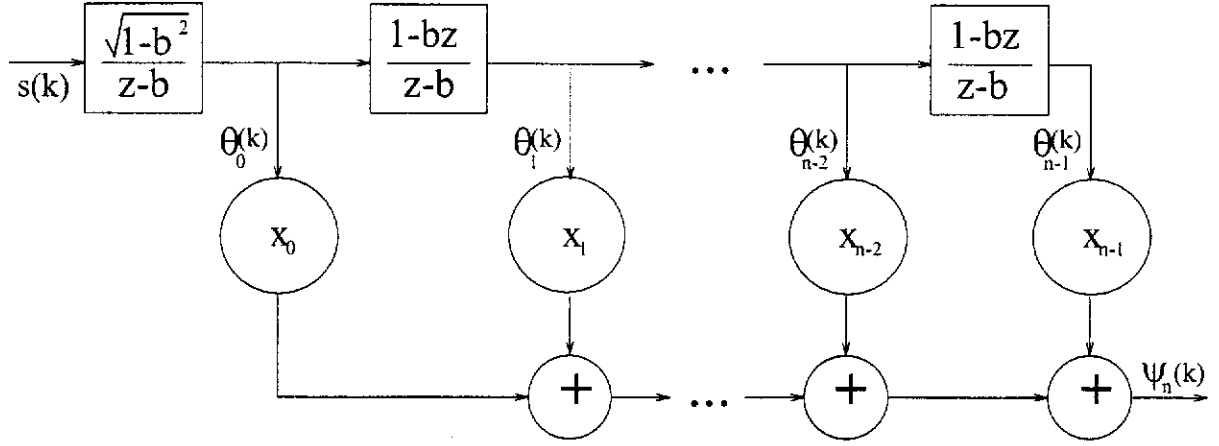 s(k)
√1-b²
z-b
1-bz
z-b
...
1-bz
z-b
θ₀(k)
θ₁(k)
θₙ₋₂(k)
θₙ₋₁(k)
x₀
x₁
xₙ₋₂
xₙ₋₁
+
...
+
+
ψₙ(k)